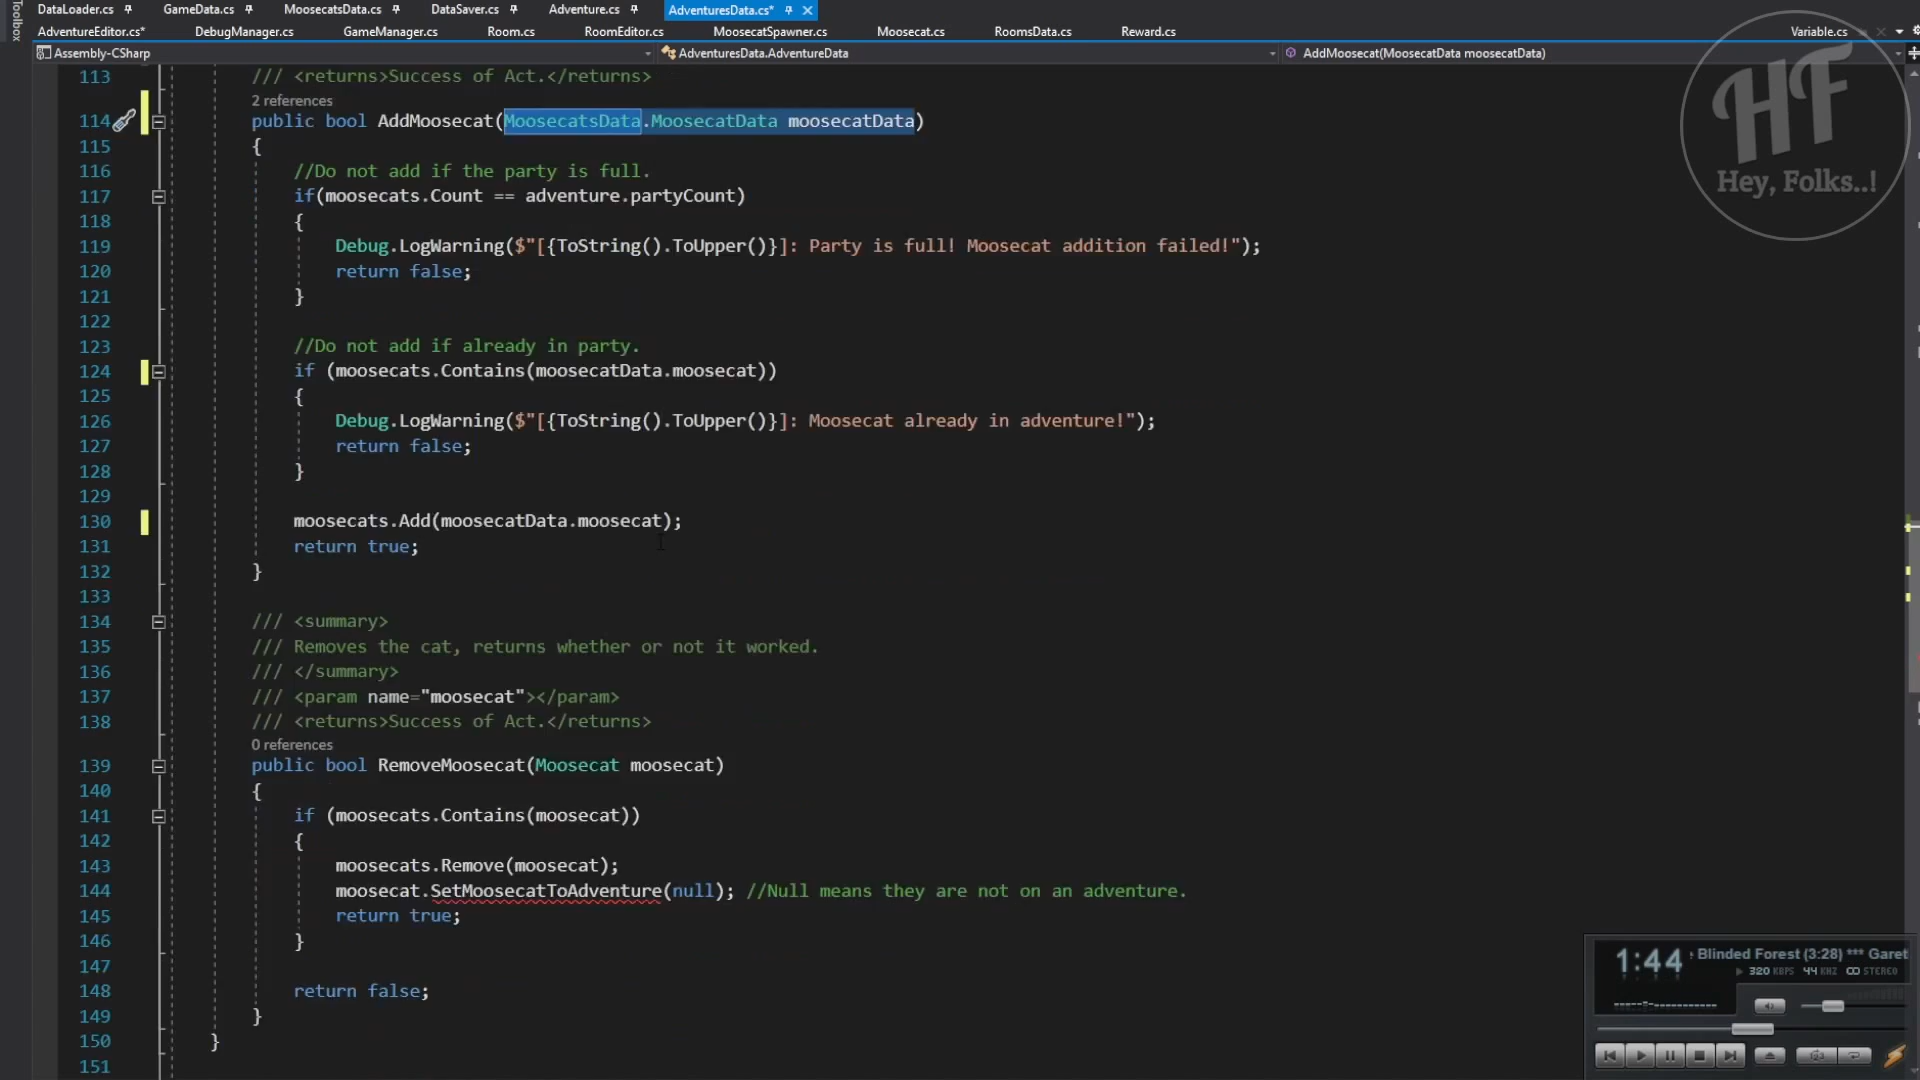 Toolbox
DataLoader.cs GameData.cs MoosecatsData.cs DataSaver.cs Adventure.cs AdventuresData.cs*
AdventureEditor.cs* DebugManager.cs GameManager.cs Room.cs RoomEditor.cs MoosecatSpawner.cs Moosecat.cs RoomsData.cs Reward.cs Variable.cs
Assembly-CSharp AdventuresData.AdventureData AddMoosecat(MoosecatData moosecatData)
HF
Hey, Folks..!
113 /// <returns>Success of Act.</returns>
2 references
114 public bool AddMoosecat(MoosecatsData.MoosecatData moosecatData)
115 {
116 //Do not add if the party is full.
117 if(moosecats.Count == adventure.partyCount)
118 {
119 Debug.LogWarning($"[{ToString().ToUpper()}]: Party is full! Moosecat addition failed!");
120 return false;
121 }
122
123 //Do not add if already in party.
124 if (moosecats.Contains(moosecatData.moosecat))
125 {
126 Debug.LogWarning($"[{ToString().ToUpper()}]: Moosecat already in adventure!");
127 return false;
128 }
129
130 moosecats.Add(moosecatData.moosecat);
131 return true;
132 }
133
134 /// <summary>
135 /// Removes the cat, returns whether or not it worked.
136 /// </summary>
137 /// <param name="moosecat"></param>
138 /// <returns>Success of Act.</returns>
0 references
139 public bool RemoveMoosecat(Moosecat moosecat)
140 {
141 if (moosecats.Contains(moosecat))
142 {
143 moosecats.Remove(moosecat);
144 moosecat.SetMoosecatToAdventure(null); //Null means they are not on an adventure.
145 return true;
146 }
147
148 return false;
149 }
150 }
151
1:44 Blinded Forest (3:28) *** Garet
320 KBPS 44 KHZ STEREO